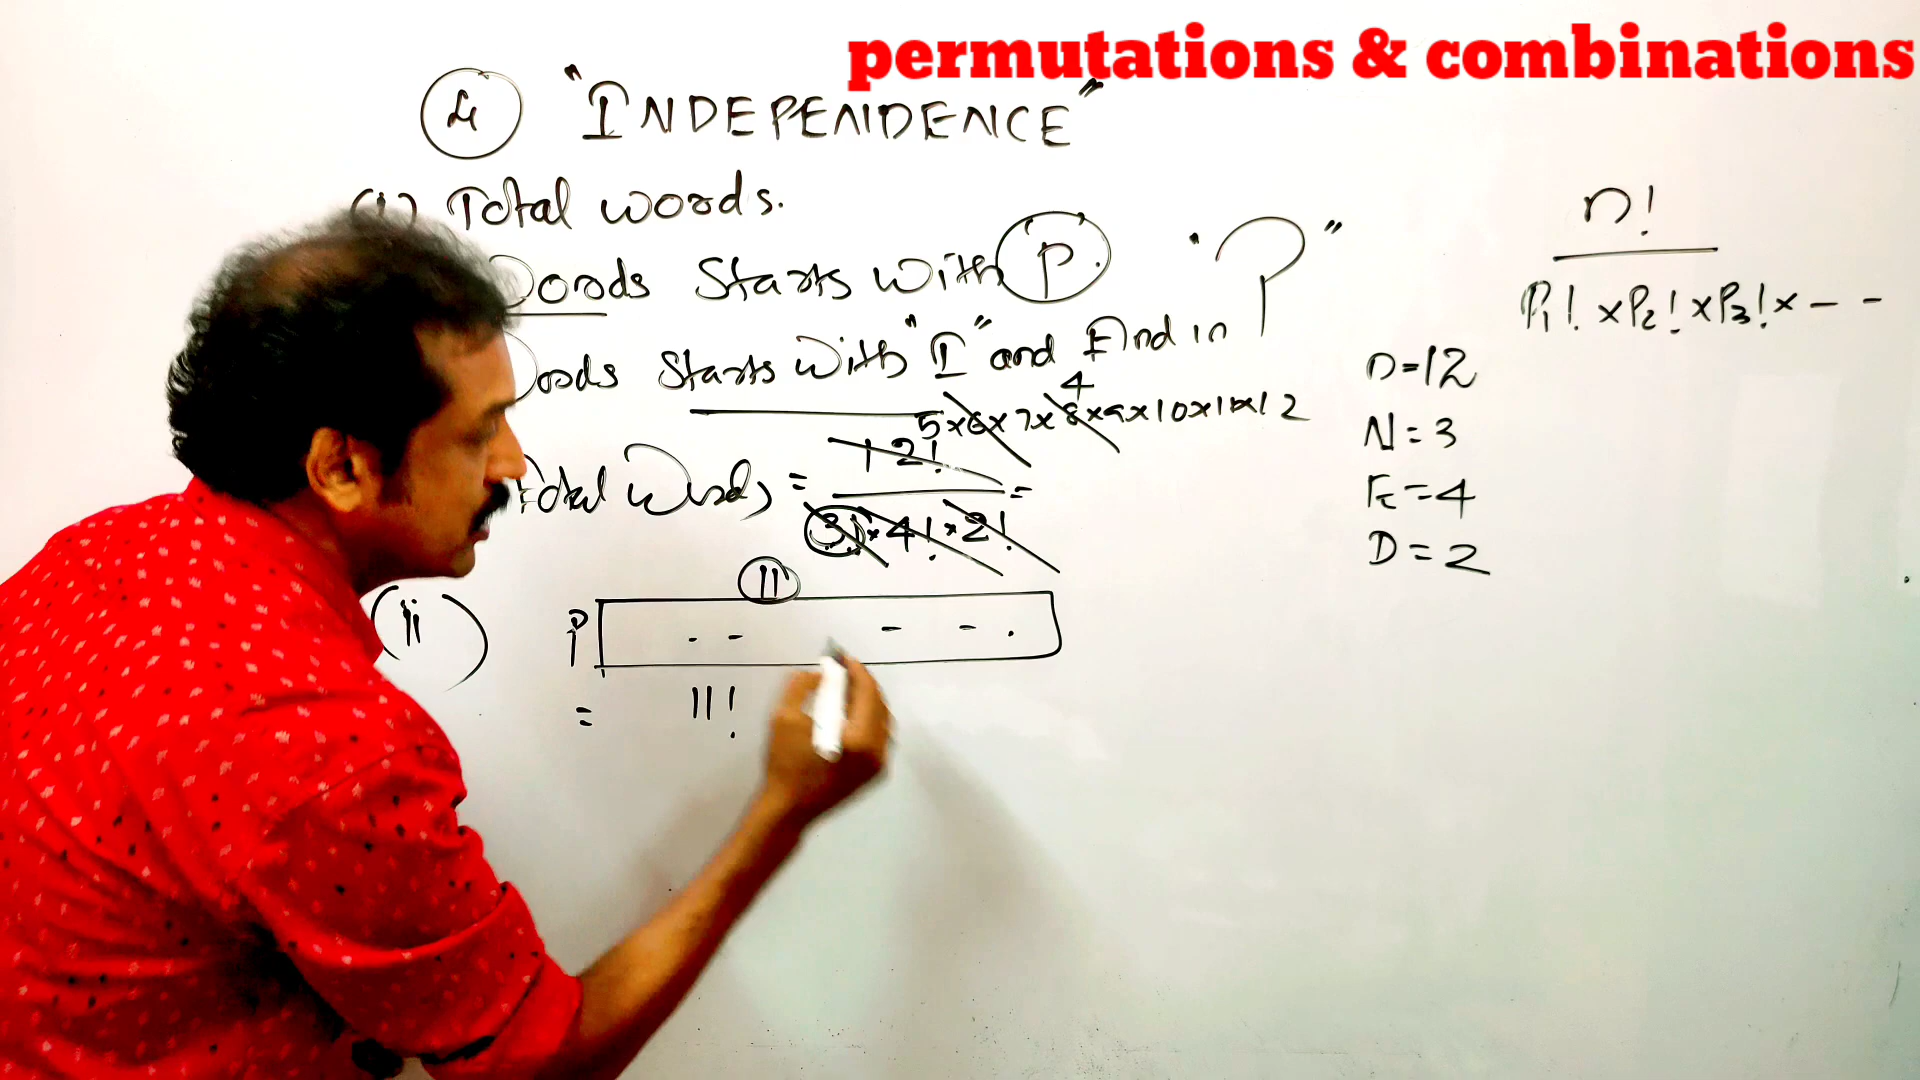 permutations & combinations
4 "INDEPENDENCE"
(i) Total words.
Words Starts with P. "P"
Words Starts with "I" and End in
n!
P1! × P2! × P3! × - -
n=12
N=3
E=4
D=2
4
5×6×7×8×9×10×11×12
Total Words = 12! =
3! × 4! × 2!
11
(ii) P . - - - .
= 11!